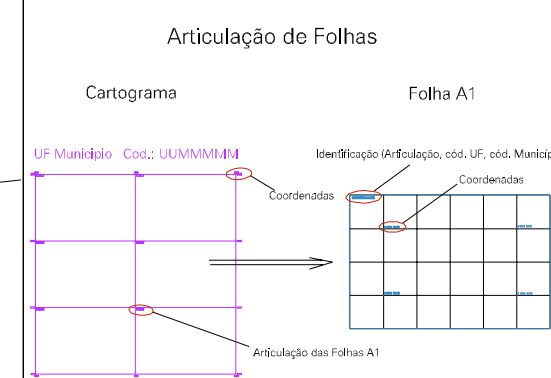 Articulação de Folhas
Cartograma
Folha A1
UF Municipio Cod.: UUMMMMM
Identificação (Articulação, cód. UF, cód. Municíp
Coordenadas
Coordenadas
Articulação das Folhas A1